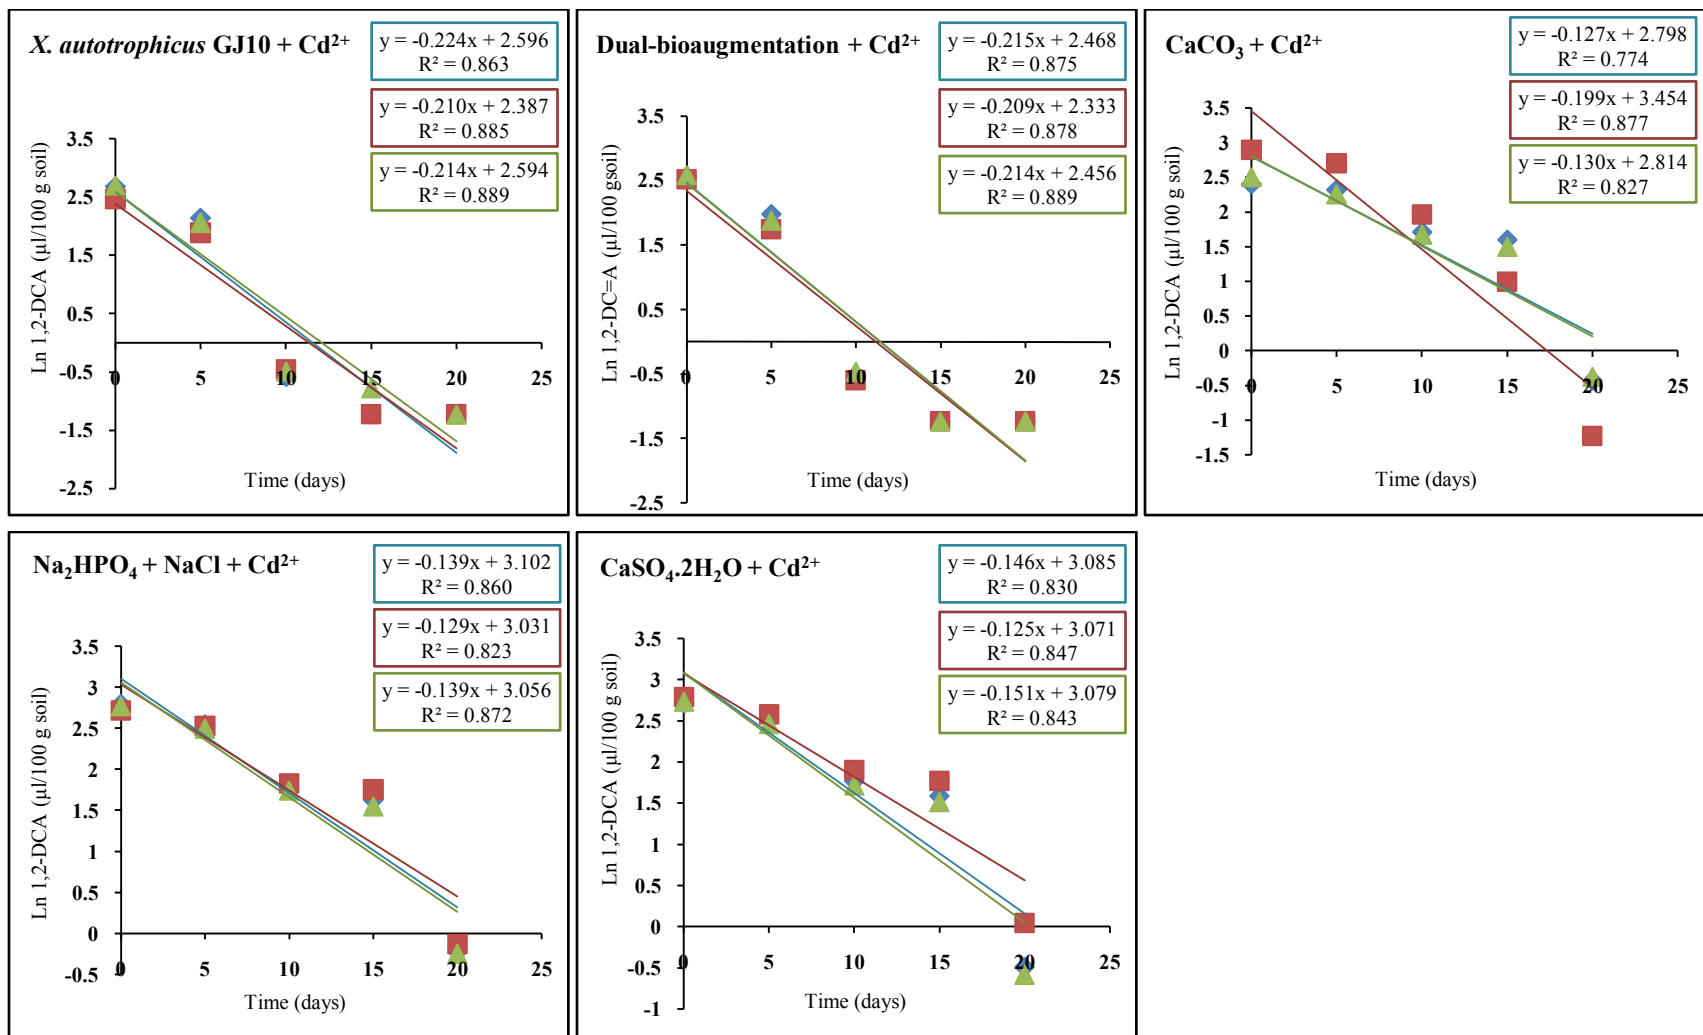 X. autotrophicus GJ10 + Cd²⁺
y = -0.224x + 2.596
R² = 0.863
y = -0.210x + 2.387
R² = 0.885
y = -0.214x + 2.594
R² = 0.889
Ln 1,2-DCA (µl/100 g soil)
3.5
2.5
1.5
0.5
-0.5
-1.5
-2.5
0
5
10
15
20
25
Time (days)
Dual-bioaugmentation + Cd²⁺
y = -0.215x + 2.468
R² = 0.875
y = -0.209x + 2.333
R² = 0.878
y = -0.214x + 2.456
R² = 0.889
Ln 1,2-DC=A (µl/100 gsoil)
3.5
2.5
1.5
0.5
-0.5
-1.5
-2.5
0
5
10
15
20
25
Time (days)
CaCO₃ + Cd²⁺
y = -0.127x + 2.798
R² = 0.774
y = -0.199x + 3.454
R² = 0.877
y = -0.130x + 2.814
R² = 0.827
Ln 1,2-DCA (µl/100 g soil)
3.5
3
2.5
2
1.5
1
0.5
0
-0.5
-1
-1.5
0
5
10
15
20
25
Time (days)
Na₂HPO₄ + NaCl + Cd²⁺
y = -0.139x + 3.102
R² = 0.860
y = -0.129x + 3.031
R² = 0.823
y = -0.139x + 3.056
R² = 0.872
Ln 1,2-DCA (µl/100 g soil)
3.5
3
2.5
2
1.5
1
0.5
0
-0.5
0
5
10
15
20
25
Time (days)
CaSO₄.2H₂O + Cd²⁺
y = -0.146x + 3.085
R² = 0.830
y = -0.125x + 3.071
R² = 0.847
y = -0.151x + 3.079
R² = 0.843
Ln 1,2-DCA (µl/100 g soil)
3.5
3
2.5
2
1.5
1
0.5
0
-0.5
-1
0
5
10
15
20
25
Time (days)